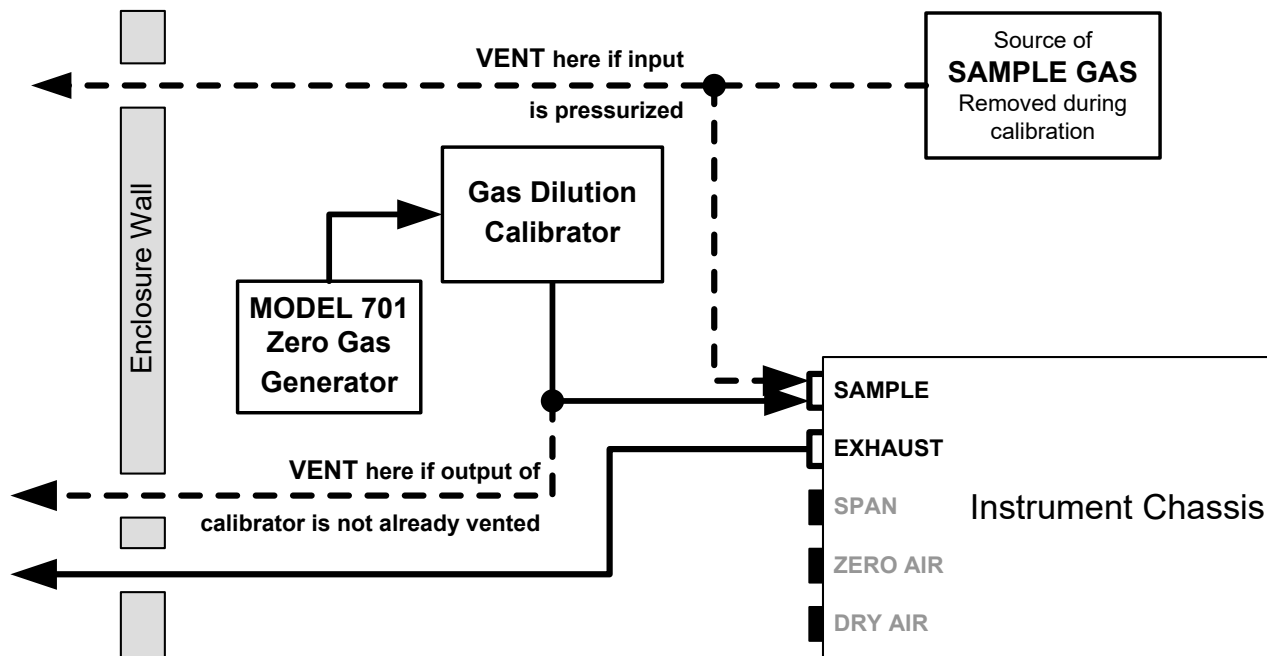 VENT here if input
is pressurized
Source of
SAMPLE GAS
Removed during
calibration
Enclosure Wall
Gas Dilution
Calibrator
MODEL 701
Zero Gas
Generator
VENT here if output of
calibrator is not already vented
SAMPLE
EXHAUST
SPAN
ZERO AIR
DRY AIR
Instrument Chassis